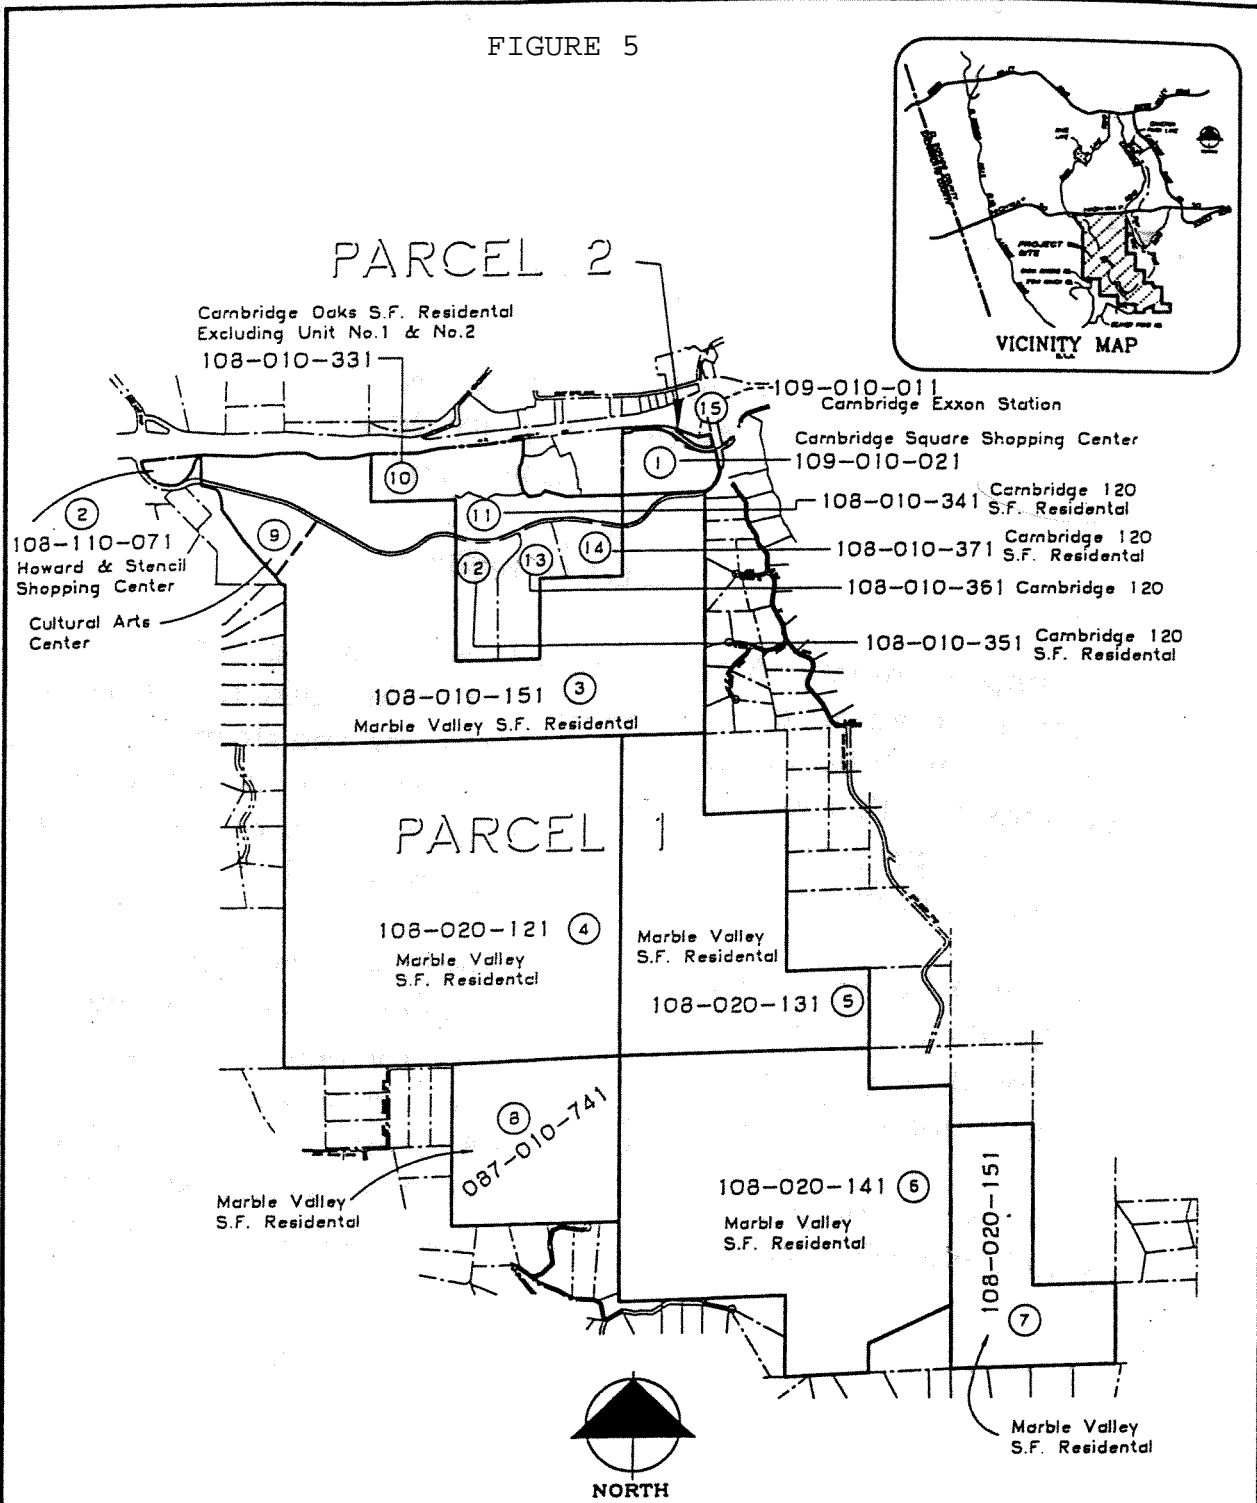 FIGURE 5
PROJECT
SITE
VICINITY MAP
PARCEL 2
Cambridge Oaks S.F. Residental
Excluding Unit No.1 & No.2
108-010-331
109-010-011
Cambridge Exxon Station
15
Cambridge Square Shopping Center
109-010-021
1
10
2
108-110-071
Howard & Stencil
Shopping Center
9
11
108-010-341
Cambridge 120
S.F. Residental
12
13
14
108-010-371
Cambridge 120
S.F. Residental
108-010-361 Cambridge 120
Cultural Arts
Center
108-010-351
Cambridge 120
S.F. Residental
108-010-151 3
Marble Valley S.F. Residental
PARCEL 1
108-020-121 4
Marble Valley
S.F. Residental
Marble Valley
S.F. Residental
108-020-131 5
8
087-010-741
Marble Valley
S.F. Residental
108-020-141 6
Marble Valley
S.F. Residental
108-020-151
7
Marble Valley
S.F. Residental
NORTH